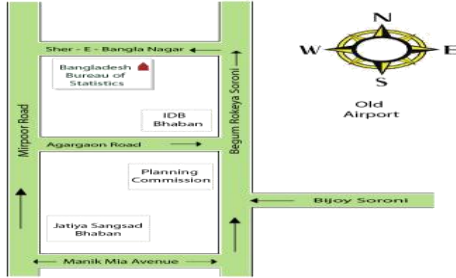 Sher - E - Bangla Nagar
Bangladesh
Bureau of
Statistics
IDB
Bhaban
Agargaon Road
Planning
Commission
Jatiya Sangsad
Bhaban
Manik Mia Avenue
Mirpoor Road
Begum Rokeya Soroni
Bijoy Soroni
N
W
E
S
Old
Airport